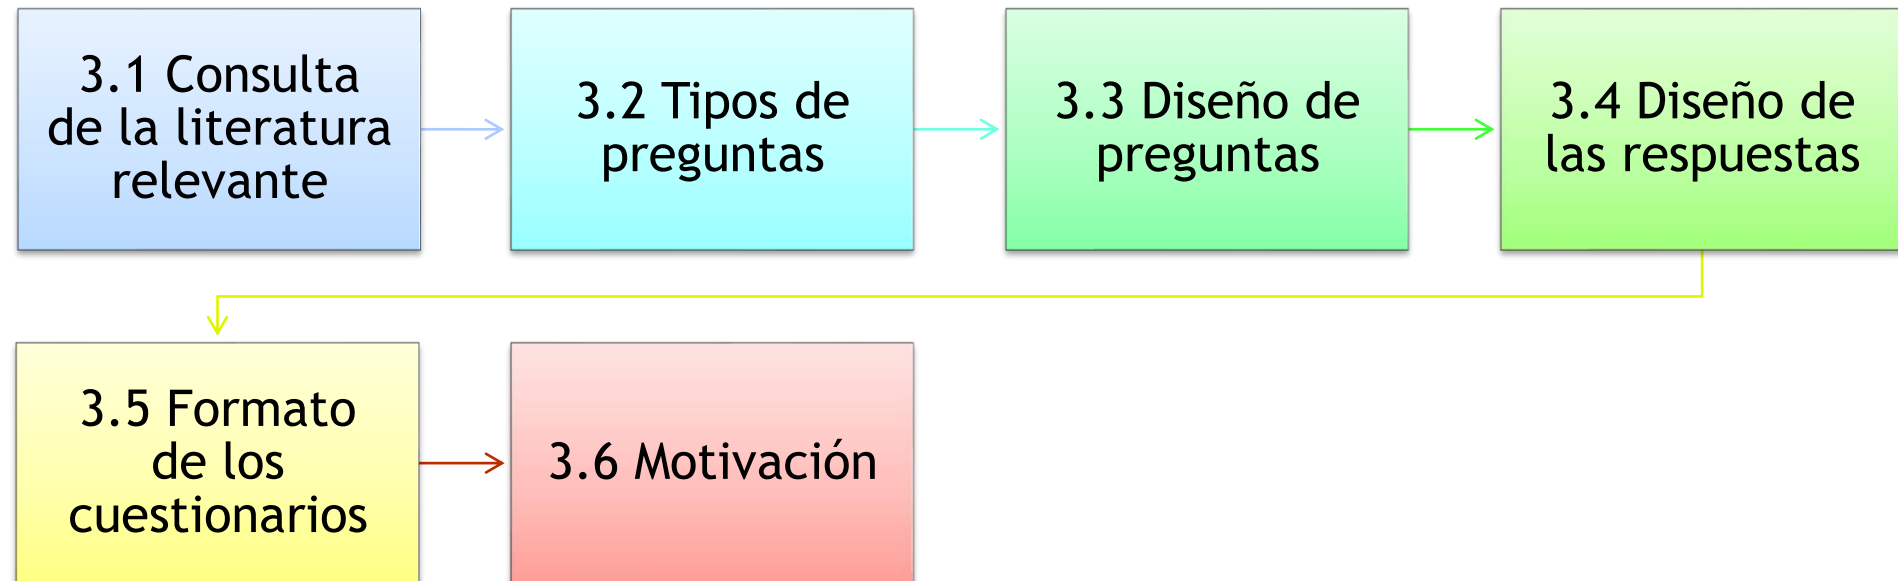 3.1 Consulta
de la literatura
relevante
3.2 Tipos de
preguntas
3.3 Diseño de
preguntas
3.4 Diseño de
las respuestas
3.5 Formato
de los
cuestionarios
3.6 Motivación